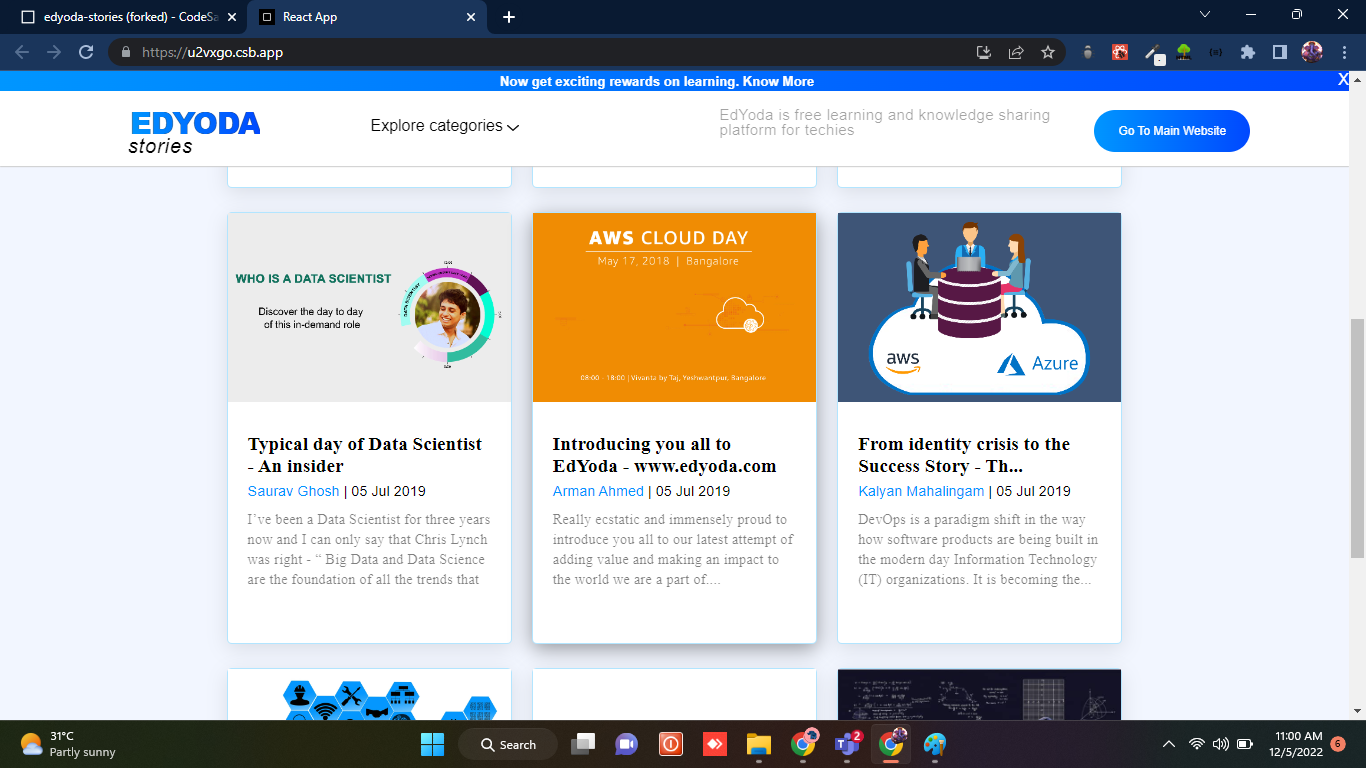 edyoda-stories (forked) - CodeSa
React App
https://u2vxgo.csb.app
Now get exciting rewards on learning. Know More
X
EDYODA
stories
Explore categories
EdYoda is free learning and knowledge sharing
platform for techies
Go To Main Website
WHO IS A DATA SCIENTIST
Discover the day to day
of this in-demand role
Typical day of Data Scientist
- An insider
Saurav Ghosh | 05 Jul 2019
I’ve been a Data Scientist for three years
now and I can only say that Chris Lynch
was right - “ Big Data and Data Science
are the foundation of all the trends that
AWS CLOUD DAY
May 17, 2018 | Bangalore
08:00 - 18:00 | Vivanta by Taj, Yeshwantpur, Bangalore
Introducing you all to
EdYoda - www.edyoda.com
Arman Ahmed | 05 Jul 2019
Really ecstatic and immensely proud to
introduce you all to our latest attempt of
adding value and making an impact to
the world we are a part of....
aws
Azure
From identity crisis to the
Success Story - Th...
Kalyan Mahalingam | 05 Jul 2019
DevOps is a paradigm shift in the way
how software products are being built in
the modern day Information Technology
(IT) organizations. It is becoming the...
31°C
Partly sunny
Search
2
11:00 AM
12/5/2022
6